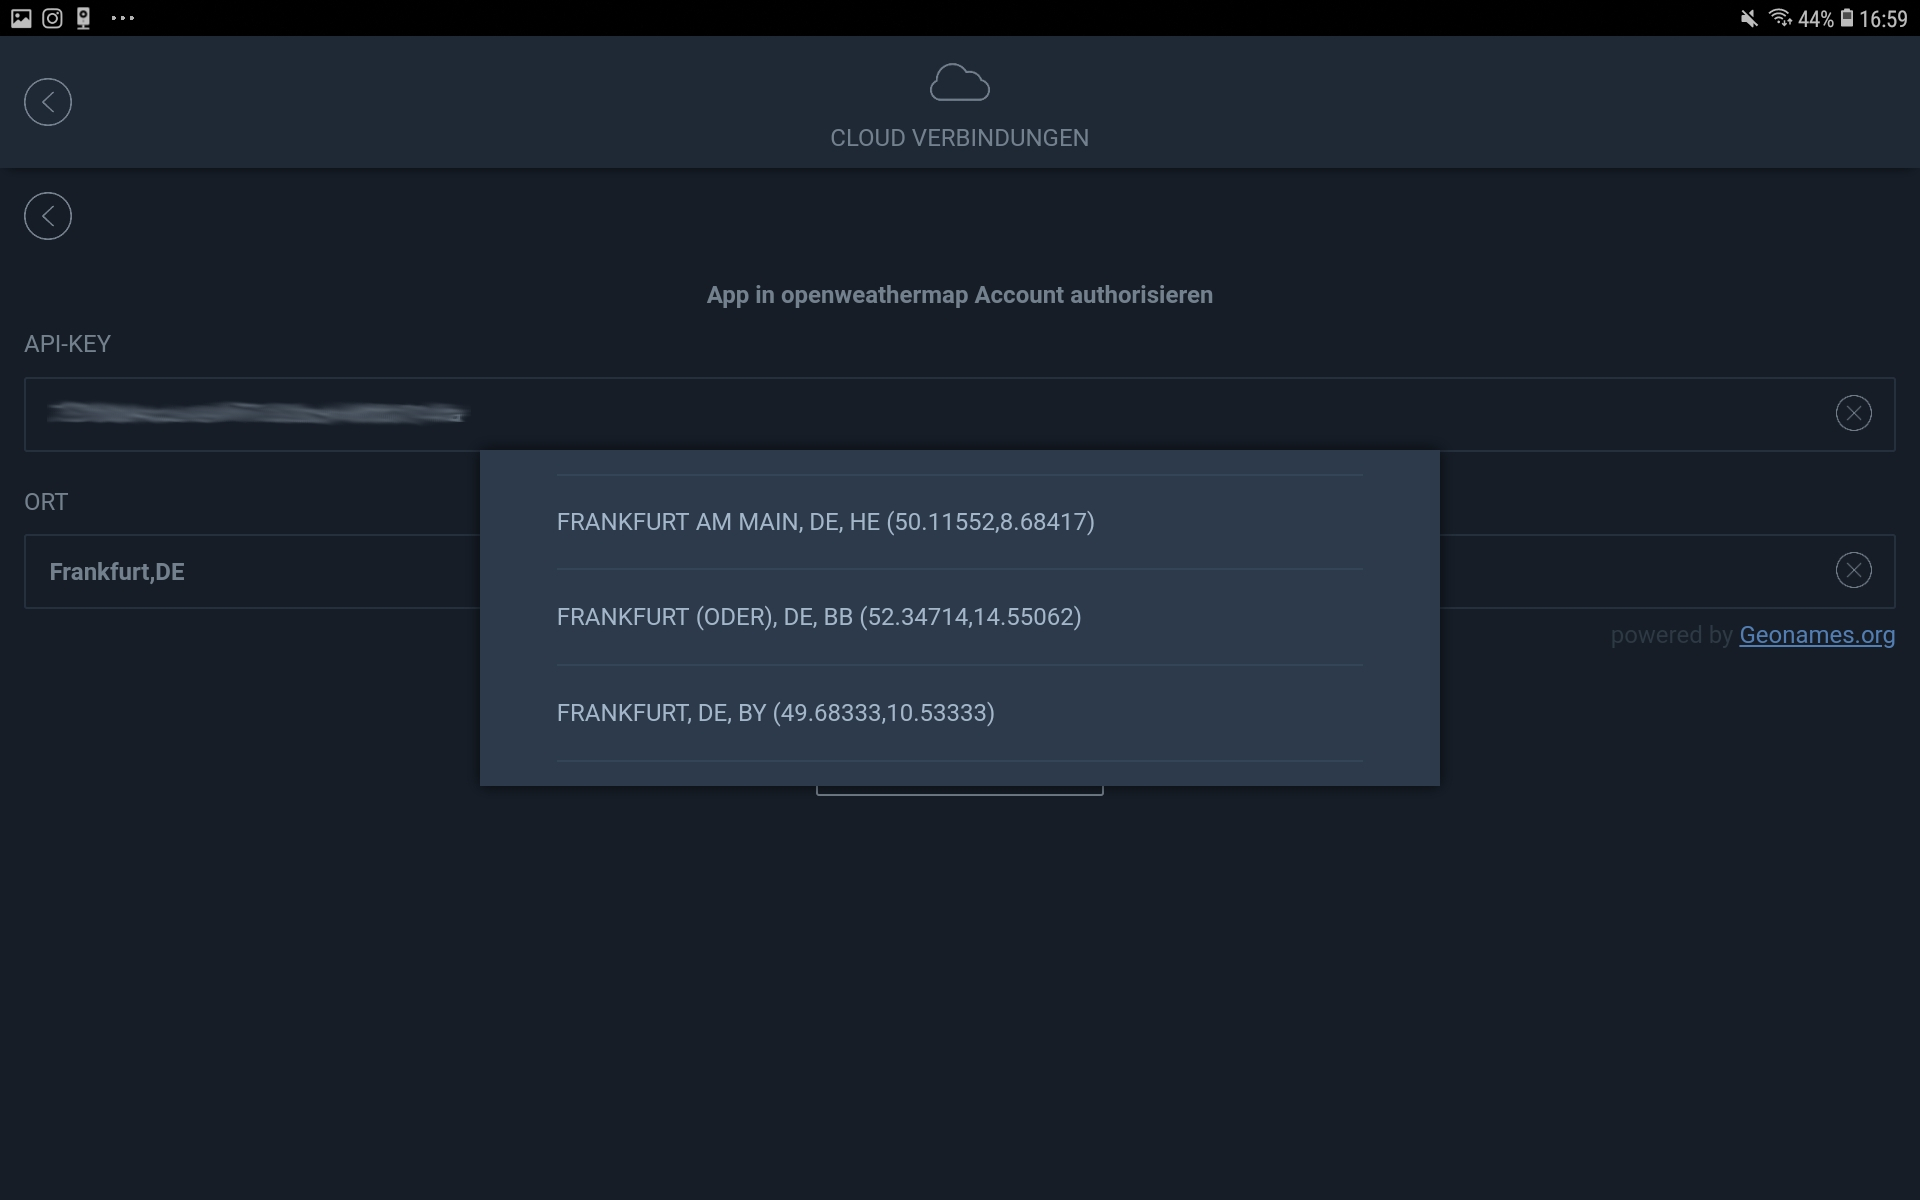 44% 16:59
CLOUD VERBINDUNGEN
App in openweathermap Account authorisieren
API-KEY
ORT
Frankfurt,DE
FRANKFURT AM MAIN, DE, HE (50.11552,8.68417)
FRANKFURT (ODER), DE, BB (52.34714,14.55062)
FRANKFURT, DE, BY (49.68333,10.53333)
powered by Geonames.org